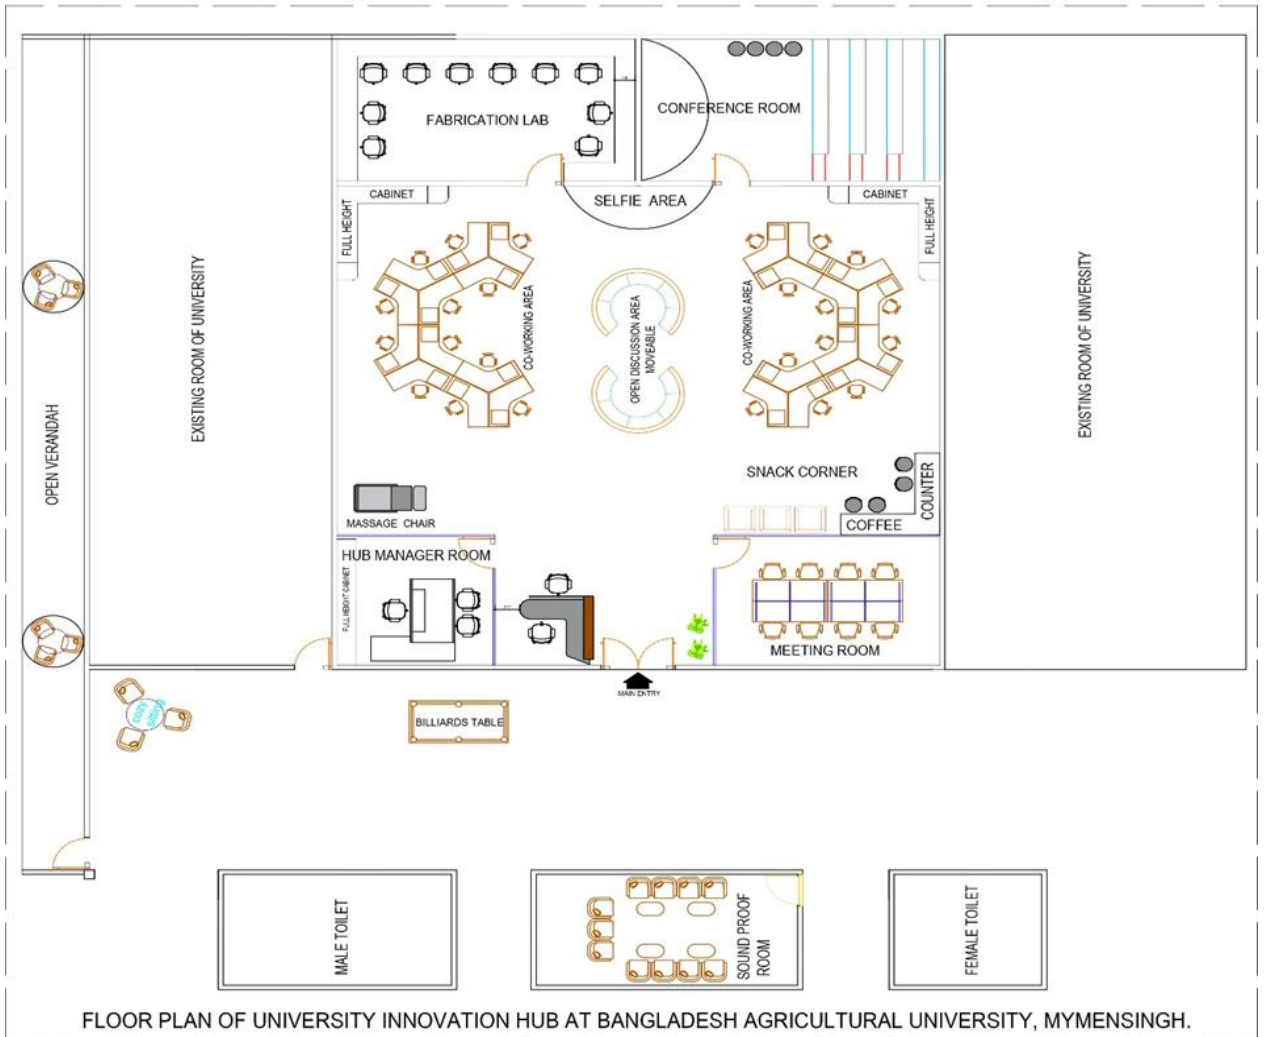 FABRICATION LAB
CONFERENCE ROOM
CABINET
SELFIE AREA
CABINET
FULL HEIGHT
FULL HEIGHT
EXISTING ROOM OF UNIVERSITY
CO-WORKING AREA
OPEN DISCUSSION AREA
MOVEABLE
CO-WORKING AREA
EXISTING ROOM OF UNIVERSITY
OPEN VERANDAH
SNACK CORNER
COUNTER
MASSAGE CHAIR
COFFEE
HUB MANAGER ROOM
FULL HEIGHT CABINET
MEETING ROOM
MAIN ENTRY
cozy
sitting
BILLIARDS TABLE
MALE TOILET
SOUND PROOF
ROOM
FEMALE TOILET
FLOOR PLAN OF UNIVERSITY INNOVATION HUB AT BANGLADESH AGRICULTURAL UNIVERSITY, MYMENSINGH.